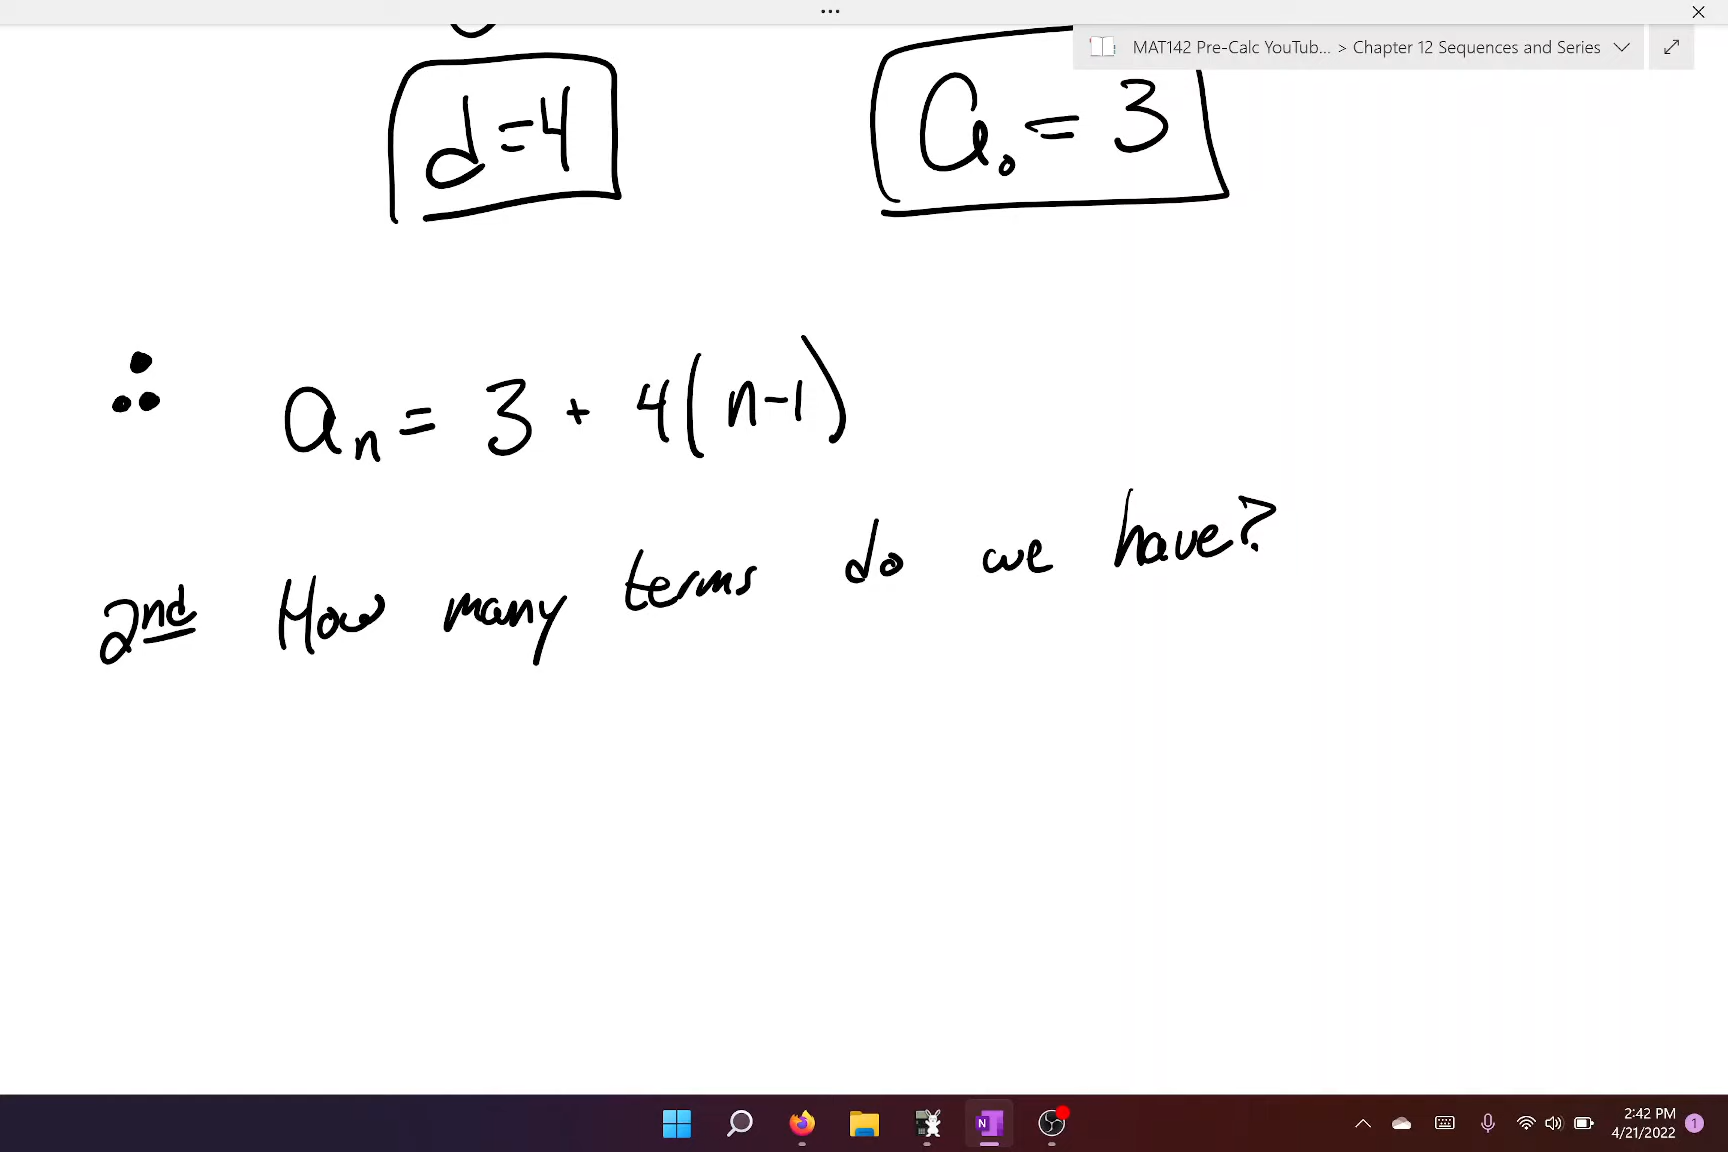 MAT142 Pre-Calc YouTub... > Chapter 12 Sequences and Series
d=4
a₀ = 3
∴ aₙ = 3 + 4(n-1)
2nd How many terms do we have?
2:42 PM
4/21/2022
1